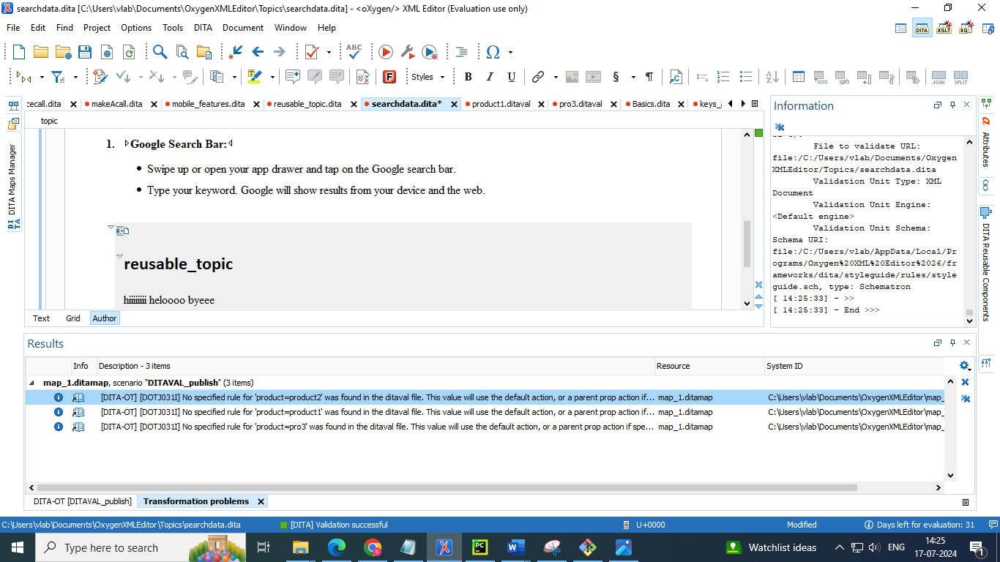 searchdata.dita [C:\Users\vlab\Documents\OxygenXMLEditor\Topics\searchdata.dita] - <oXygen/> XML Editor (Evaluation use only)
File Edit Find Project Options Tools DITA Document Window Help
DITA XSLT XQ
ABC
Styles B I U § ¶ JOIN SPLIT
:ecall.dita makeAcall.dita mobile_features.dita reusable_topic.dita searchdata.dita* product1.ditaval pro3.ditaval Basics.dita keys_
topic
1. Google Search Bar:
• Swipe up or open your app drawer and tap on the Google search bar.
• Type your keyword. Google will show results from your device and the web.
reusable_topic
hiiiiiiii heloooo byeee
Text Grid Author
DITA Maps Manager
Information
File to validate URL:
file:/C:/Users/vlab/Documents/Oxygen
XMLEditor/Topics/searchdata.dita
Validation Unit Type: XML
Document
Validation Unit Engine:
<Default engine>
Validation Unit Schema:
Schema URI:
file:/C:/Users/vlab/AppData/Local/Pr
ograms/Oxygen%20XML%20Editor%2026/fr
ameworks/dita/styleguide/rules/style
guide.sch, type: Schematron
[ 14:25:33] - >>
[ 14:25:33] - End >>>
Attributes
DITA Reusable Components
Results
Info Description - 3 items Resource System ID
map_1.ditamap, scenario "DITAVAL_publish" (3 items)
[DITA-OT] [DOTJ031I] No specified rule for 'product=product2' was found in the ditaval file. This value will use the default action, or a parent prop action if... map_1.ditamap C:\Users\vlab\Documents\OxygenXMLEditor\map_
[DITA-OT] [DOTJ031I] No specified rule for 'product=product1' was found in the ditaval file. This value will use the default action, or a parent prop action if... map_1.ditamap C:\Users\vlab\Documents\OxygenXMLEditor\map_
[DITA-OT] [DOTJ031I] No specified rule for 'product=pro3' was found in the ditaval file. This value will use the default action, or a parent prop action if spe... map_1.ditamap C:\Users\vlab\Documents\OxygenXMLEditor\map_
DITA-OT [DITAVAL_publish] Transformation problems
C:\Users\vlab\Documents\OxygenXMLEditor\Topics\searchdata.dita [DITA] Validation successful U+0000 Modified Days left for evaluation: 31
Type here to search Watchlist ideas ENG 14:25
17-07-2024